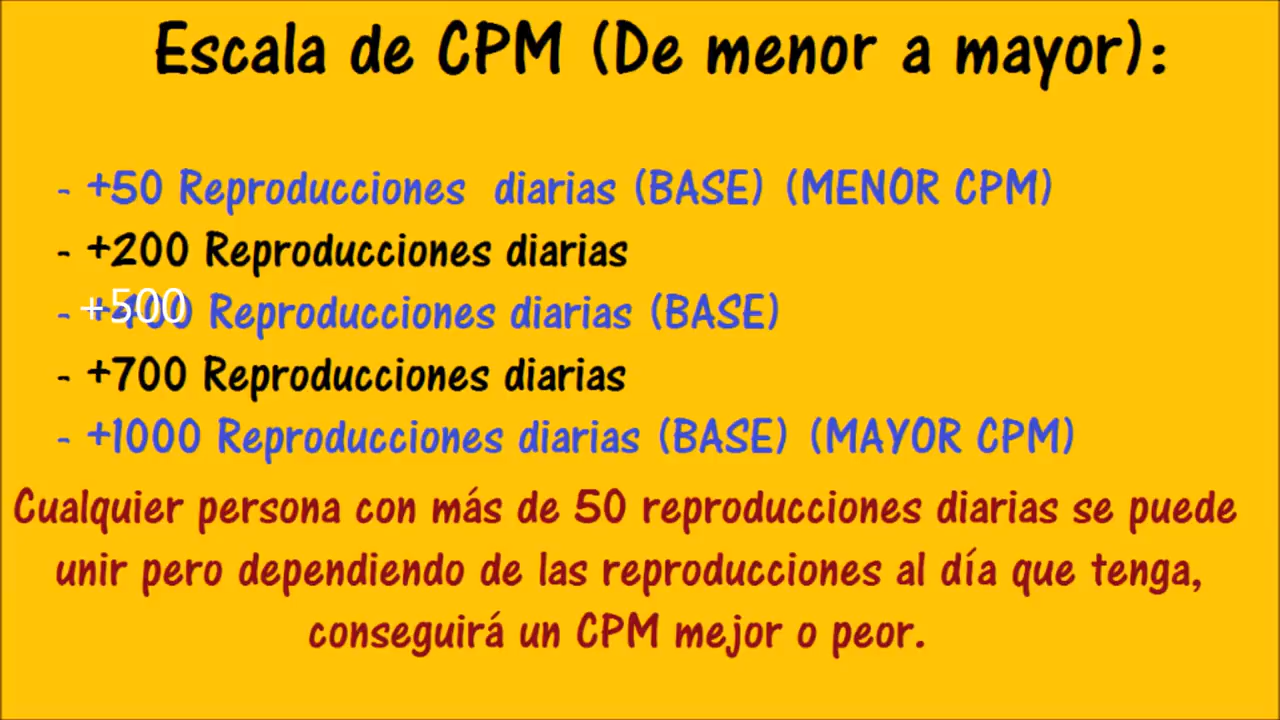 Escala de CPM (De menor a mayor):
- +50 Reproducciones diarias (BASE) (MENOR CPM)
- +200 Reproducciones diarias
- +500 Reproducciones diarias (BASE)
- +700 Reproducciones diarias
- +1000 Reproducciones diarias (BASE) (MAYOR CPM)
Cualquier persona con más de 50 reproducciones diarias se puede
unir pero dependiendo de las reproducciones al día que tenga,
conseguirá un CPM mejor o peor.